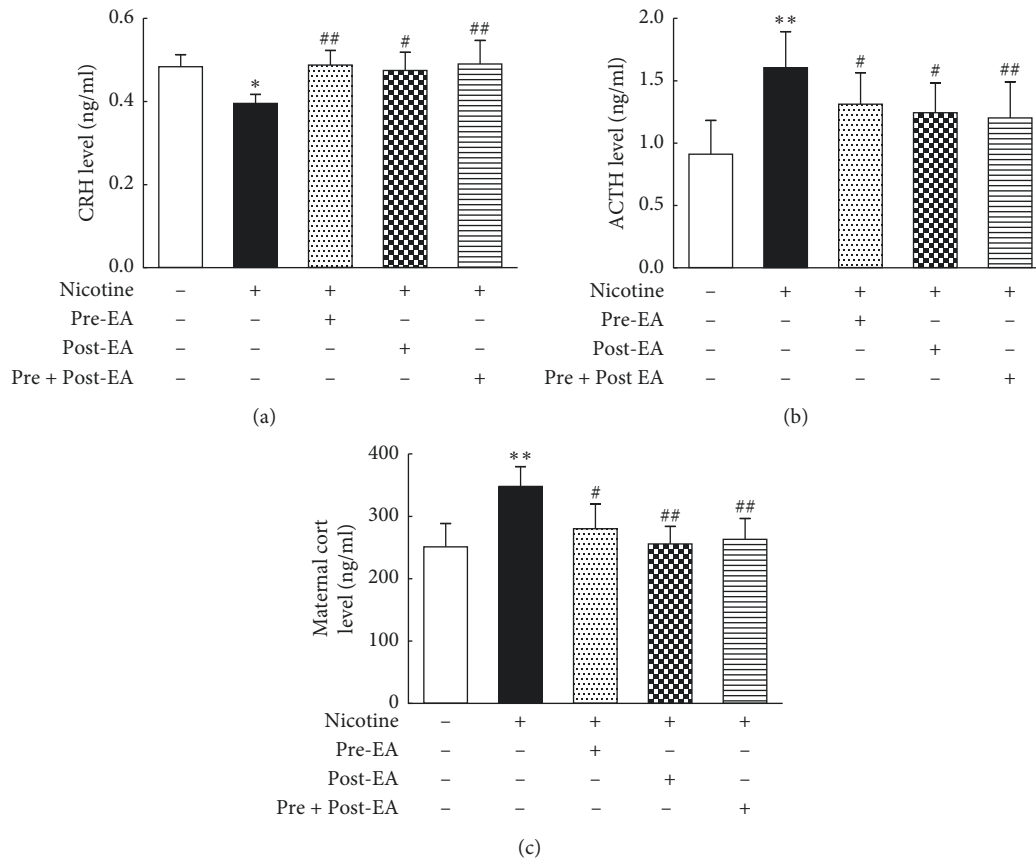 CRH level (ng/ml)
0.6
0.4
0.2
0.0
*
##
#
##
Nicotine – + + + +
Pre-EA – – + – –
Post-EA – – – + –
Pre + Post-EA – – – – +
(a)
ACTH level (ng/ml)
2.0
1.5
1.0
0.5
0.0
**
#
#
##
Nicotine – + + + +
Pre-EA – – + – –
Post-EA – – – + –
Pre + Post EA – – – – +
(b)
Maternal cort
level (ng/ml)
400
300
200
100
0
**
#
##
##
Nicotine – + + + +
Pre-EA – – + – –
Post-EA – – – + –
Pre + Post-EA – – – – +
(c)